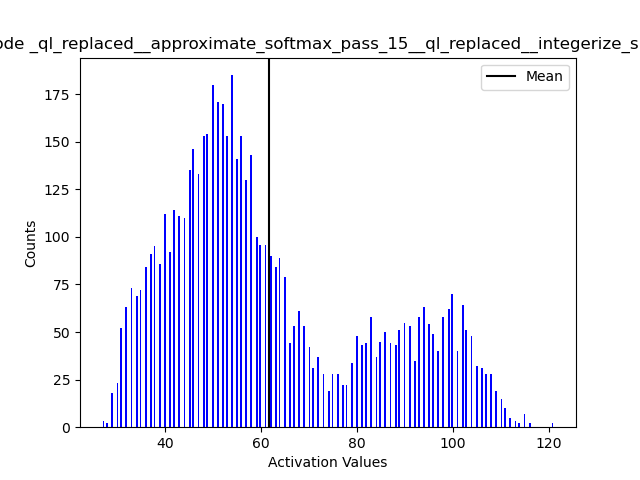 ode _ql_replaced__approximate_softmax_pass_15__ql_replaced__integerize_s
Mean
Counts
175
150
125
100
75
50
25
0
40 60 80 100 120
Activation Values